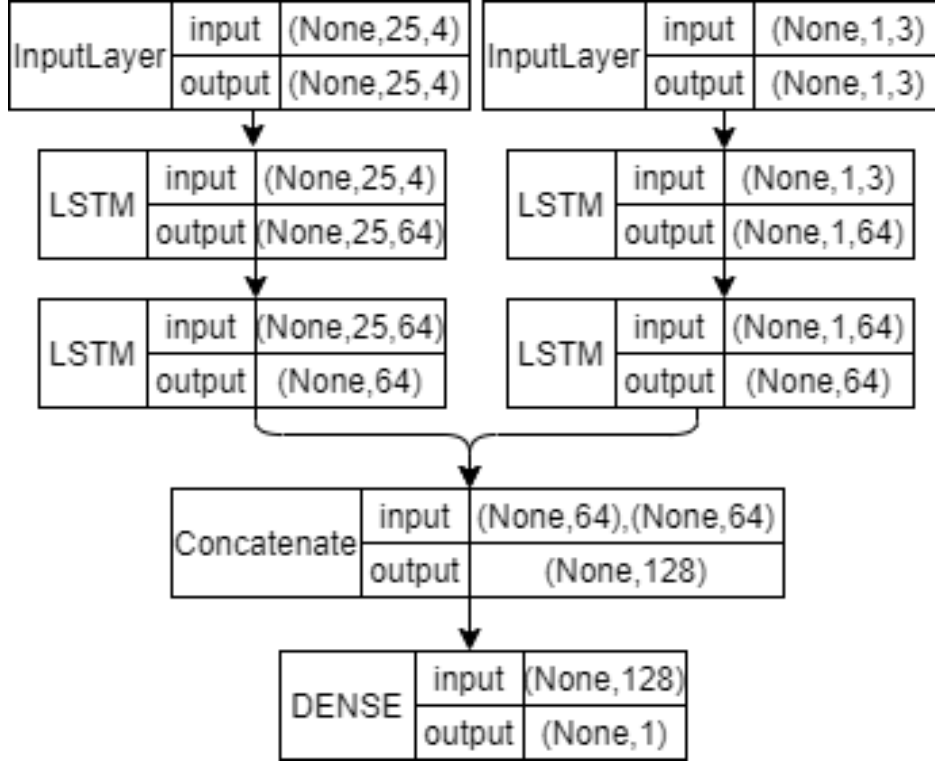 InputLayer input (None,25,4)
output (None,25,4)
InputLayer input (None,1,3)
output (None,1,3)
LSTM input (None,25,4)
output (None,25,64)
LSTM input (None,1,3)
output (None,1,64)
LSTM input (None,25,64)
output (None,64)
LSTM input (None,1,64)
output (None,64)
Concatenate input (None,64),(None,64)
output (None,128)
DENSE input (None,128)
output (None,1)